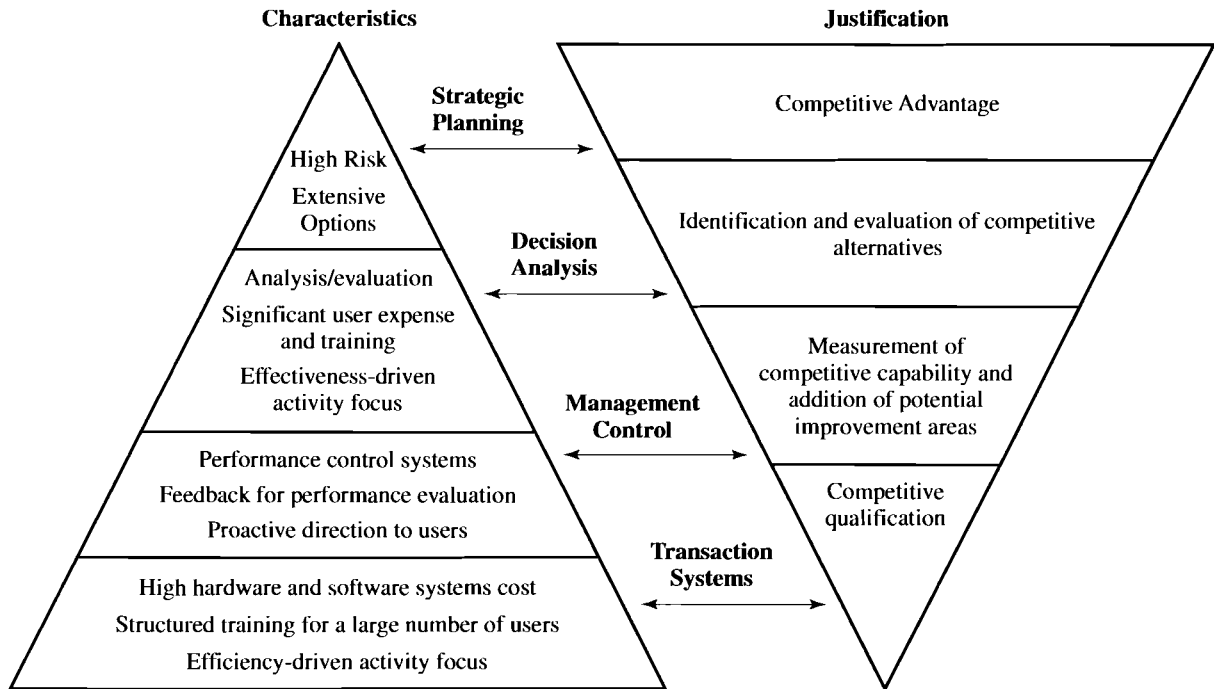 Characteristics
Justification
Strategic
Planning
High Risk
Extensive
Options
Competitive Advantage
Decision
Analysis
Analysis/evaluation
Significant user expense
and training
Effectiveness-driven
activity focus
Identification and evaluation of competitive
alternatives
Management
Control
Performance control systems
Feedback for performance evaluation
Proactive direction to users
Measurement of
competitive capability and
addition of potential
improvement areas
Transaction
Systems
High hardware and software systems cost
Structured training for a large number of users
Efficiency-driven activity focus
Competitive
qualification